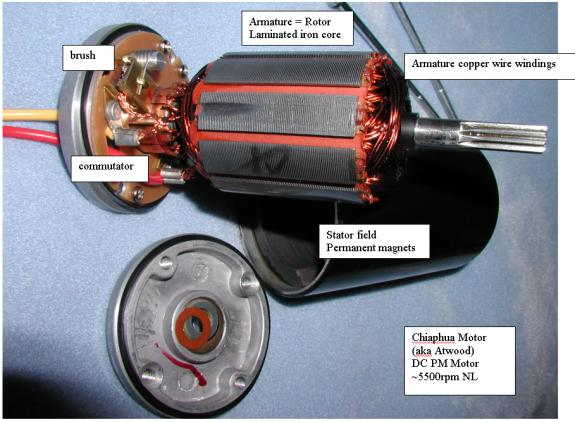 Armature = Rotor
Laminated iron core
brush
Armature copper wire windings
commutator
Stator field
Permanent magnets
Chiaphua Motor
(aka Atwood)
DC PM Motor
~5500rpm NL